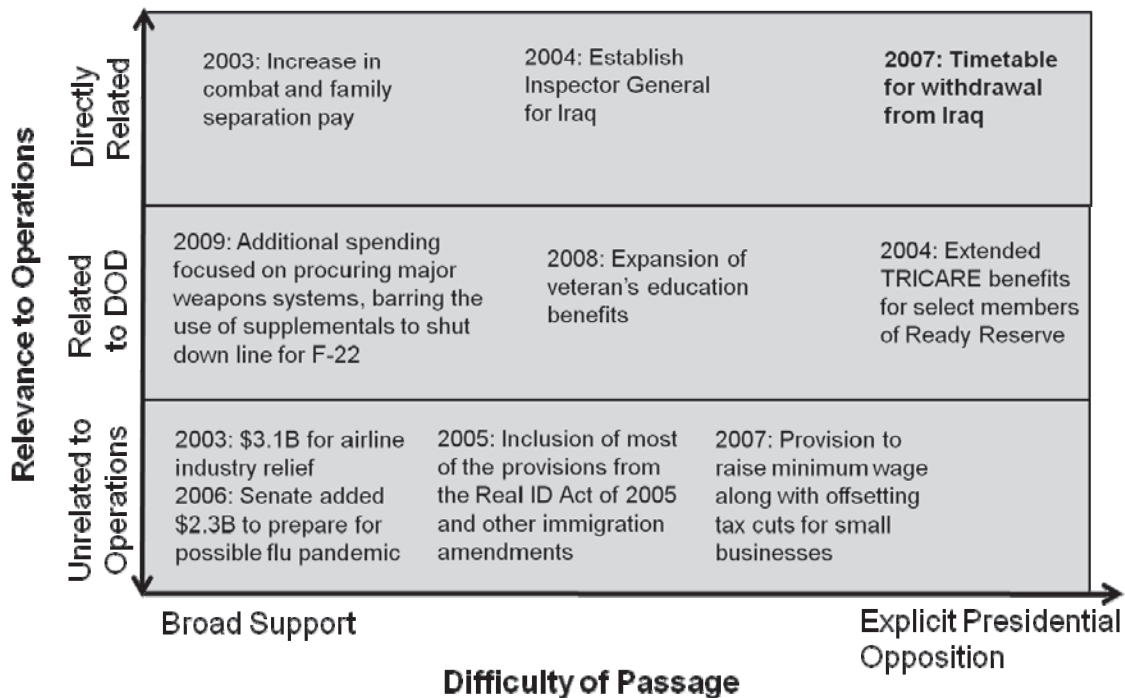 Relevance to Operations
Directly
Related
2003: Increase in
combat and family
separation pay
2004: Establish
Inspector General
for Iraq
2007: Timetable
for withdrawal
from Iraq
Related
to DOD
2009: Additional spending
focused on procuring major
weapons systems, barring the
use of supplementals to shut
down line for F-22
2008: Expansion of
veteran's education
benefits
2004: Extended
TRICARE benefits
for select members
of Ready Reserve
Unrelated to
Operations
2003: $3.1B for airline
industry relief
2006: Senate added
$2.3B to prepare for
possible flu pandemic
2005: Inclusion of most
of the provisions from
the Real ID Act of 2005
and other immigration
amendments
2007: Provision to
raise minimum wage
along with offsetting
tax cuts for small
businesses
Broad Support
Explicit Presidential
Opposition
Difficulty of Passage